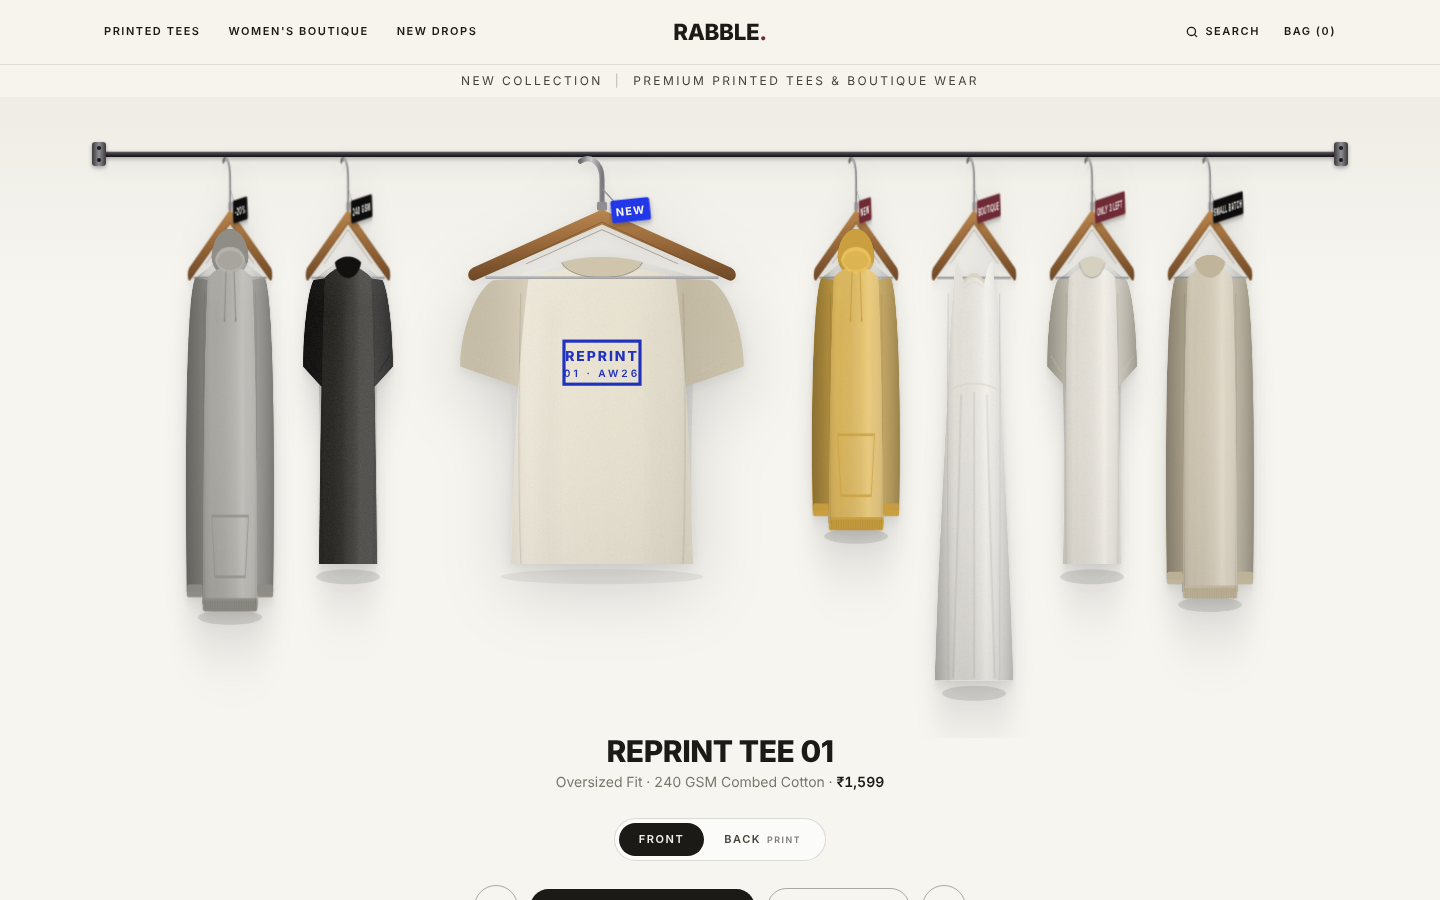 PRINTED TEES
WOMEN'S BOUTIQUE
NEW DROPS
RABBLE.
SEARCH
BAG (0)
NEW COLLECTION | PREMIUM PRINTED TEES & BOUTIQUE WEAR
-20%
240 GSM
NEW
NEW
BOUTIQUE
ONLY 3 LEFT
SMALL BATCH
REPRINT
01 · AW26
REPRINT TEE 01
Oversized Fit · 240 GSM Combed Cotton · ₹1,599
FRONT
BACK PRINT